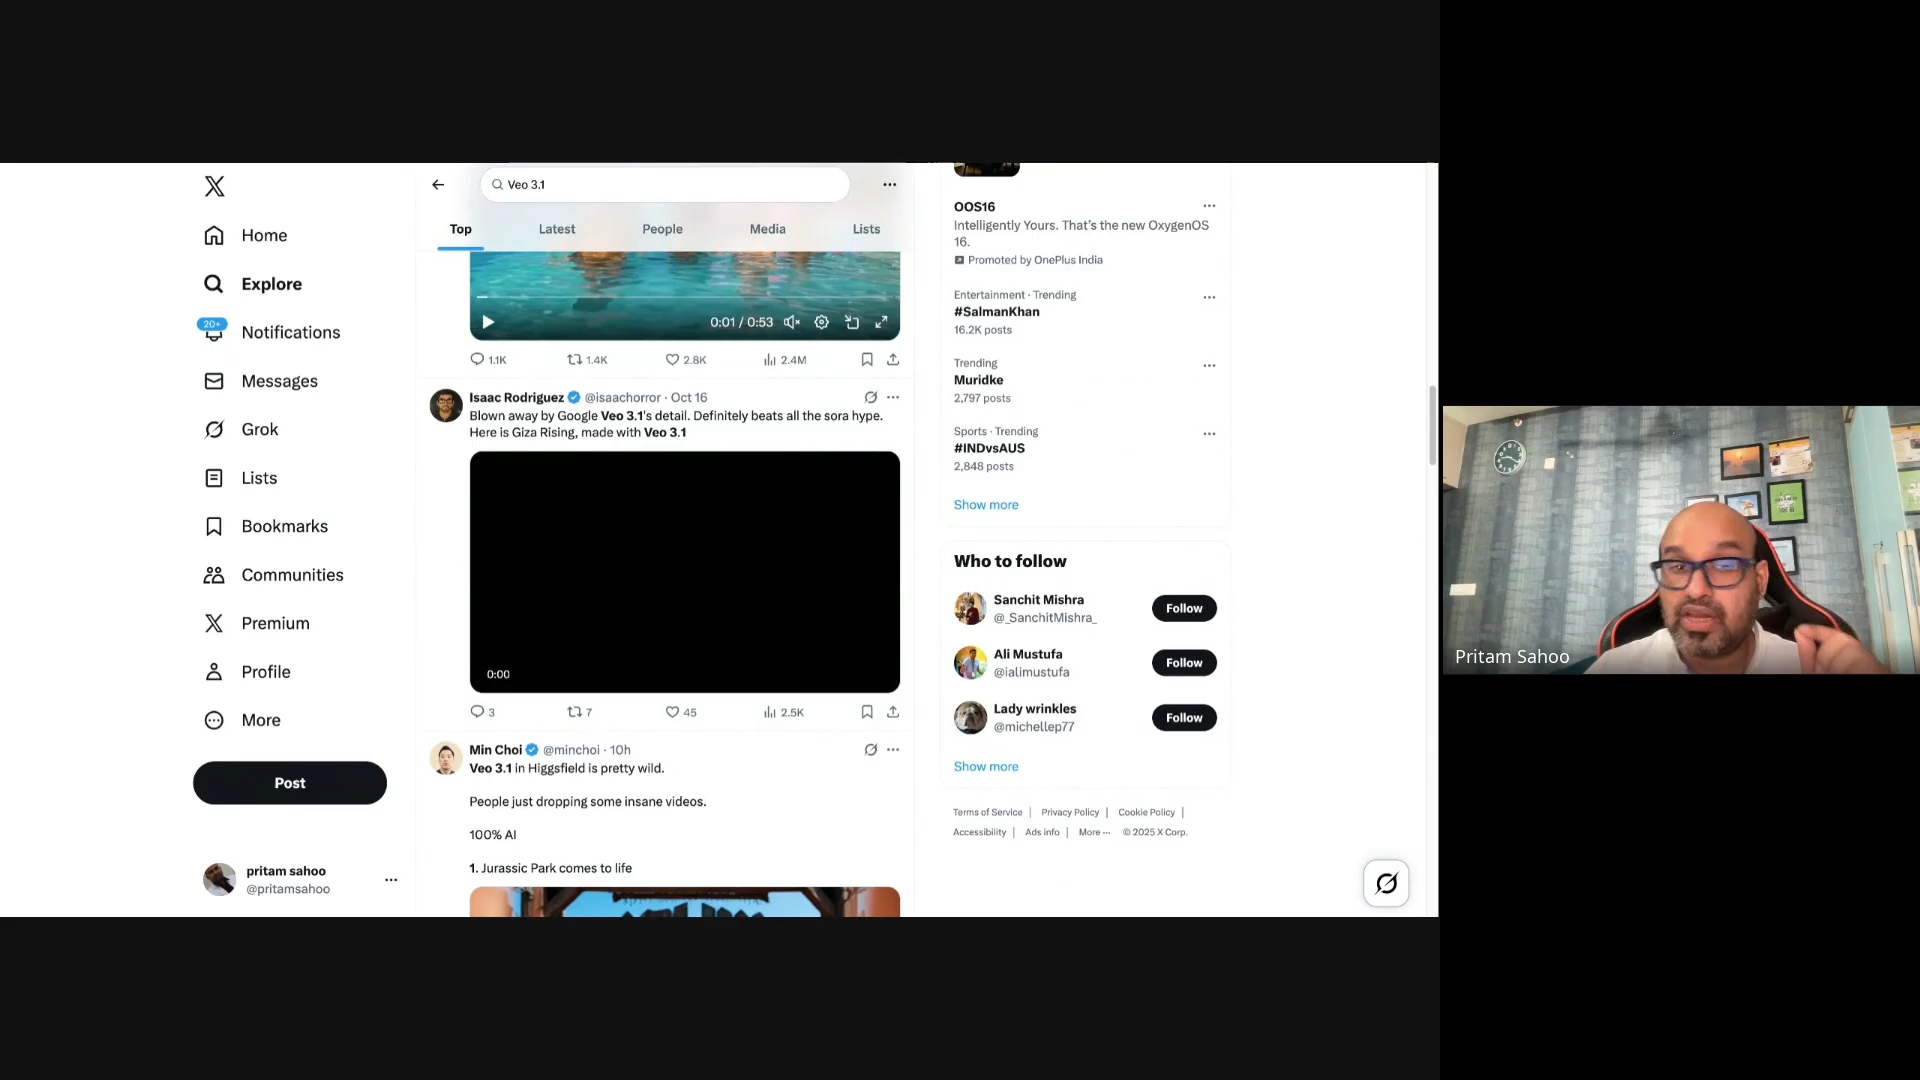 Home
Explore
20+
Notifications
Messages
Grok
Lists
Bookmarks
Communities
Premium
Profile
More
Post
pritam sahoo
@pritamsahoo
Veo 3.1
Top
Latest
People
Media
Lists
0:01 / 0:53
1.1K
1.4K
2.8K
2.4M
Isaac Rodriguez @isaachorror · Oct 16
Blown away by Google Veo 3.1's detail. Definitely beats all the sora hype.
Here is Giza Rising, made with Veo 3.1
0:00
3
7
45
2.5K
Min Choi @minchoi · 10h
Veo 3.1 in Higgsfield is pretty wild.
People just dropping some insane videos.
100% AI
1. Jurassic Park comes to life
OOS16
Intelligently Yours. That's the new OxygenOS
16.
Promoted by OnePlus India
Entertainment · Trending
#SalmanKhan
16.2K posts
Trending
Muridke
2,797 posts
Sports · Trending
#INDvsAUS
2,848 posts
Show more
Who to follow
Sanchit Mishra
@_SanchitMishra_
Follow
Ali Mustufa
@ialimustufa
Follow
Lady wrinkles
@michellep77
Follow
Show more
Terms of Service | Privacy Policy | Cookie Policy |
Accessibility | Ads info | More ··· © 2025 X Corp.
Pritam Sahoo